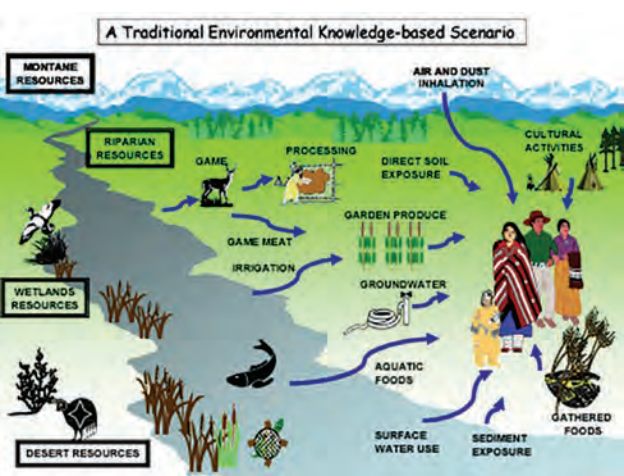 A Traditional Environmental Knowledge-based Scenario
MONTANE
RESOURCES
AIR AND DUST
INHALATION
RIPARIAN
RESOURCES
GAME
PROCESSING
DIRECT SOIL
EXPOSURE
CULTURAL
ACTIVITIES
GARDEN PRODUCE
GAME MEAT
IRRIGATION
WETLANDS
RESOURCES
GROUNDWATER
AQUATIC
FOODS
GATHERED
FOODS
SURFACE
WATER USE
SEDIMENT
EXPOSURE
DESERT RESOURCES